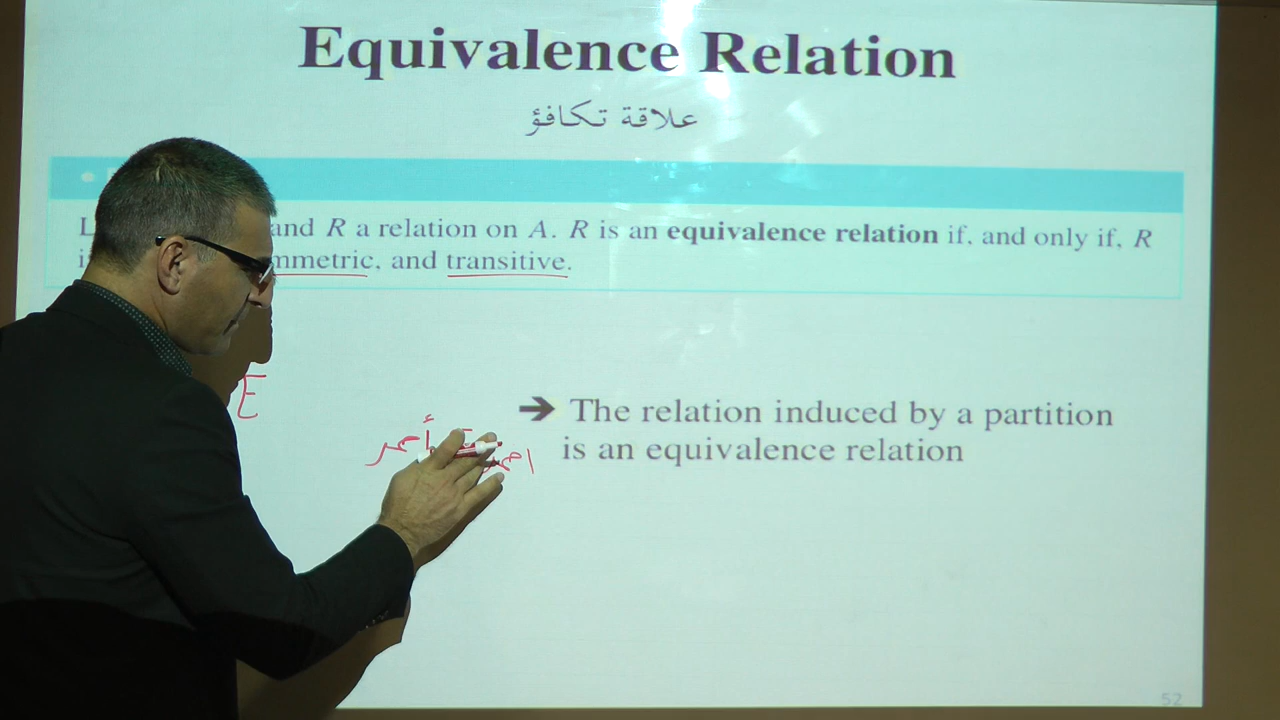 Equivalence Relation
علاقة تكافؤ
and R a relation on A. R is an equivalence relation if, and only if, R
mmetric, and transitive.
E
➔ The relation induced by a partition
أحمد
is an equivalence relation
52